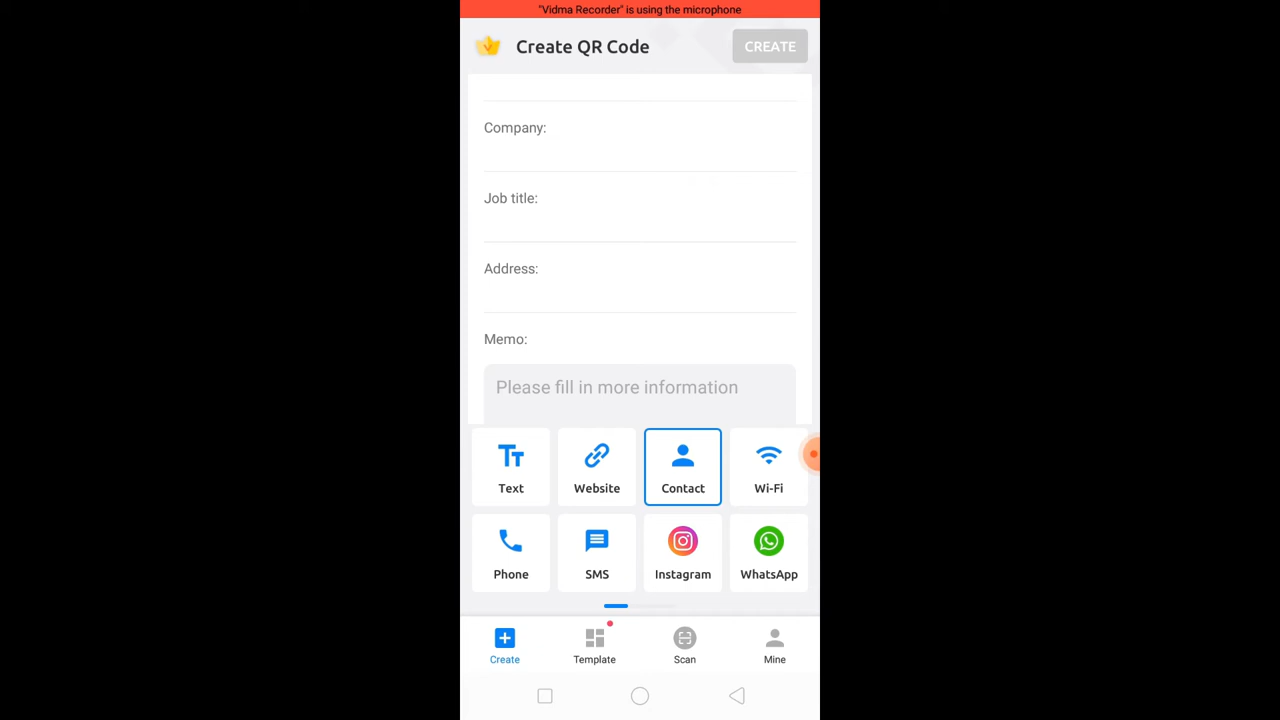 "Vidma Recorder" is using the microphone
Create QR Code
CREATE
Company:
Job title:
Address:
Memo:
Please fill in more information
Text
Website
Contact
Wi-Fi
Phone
SMS
Instagram
WhatsApp
Create
Template
Scan
Mine